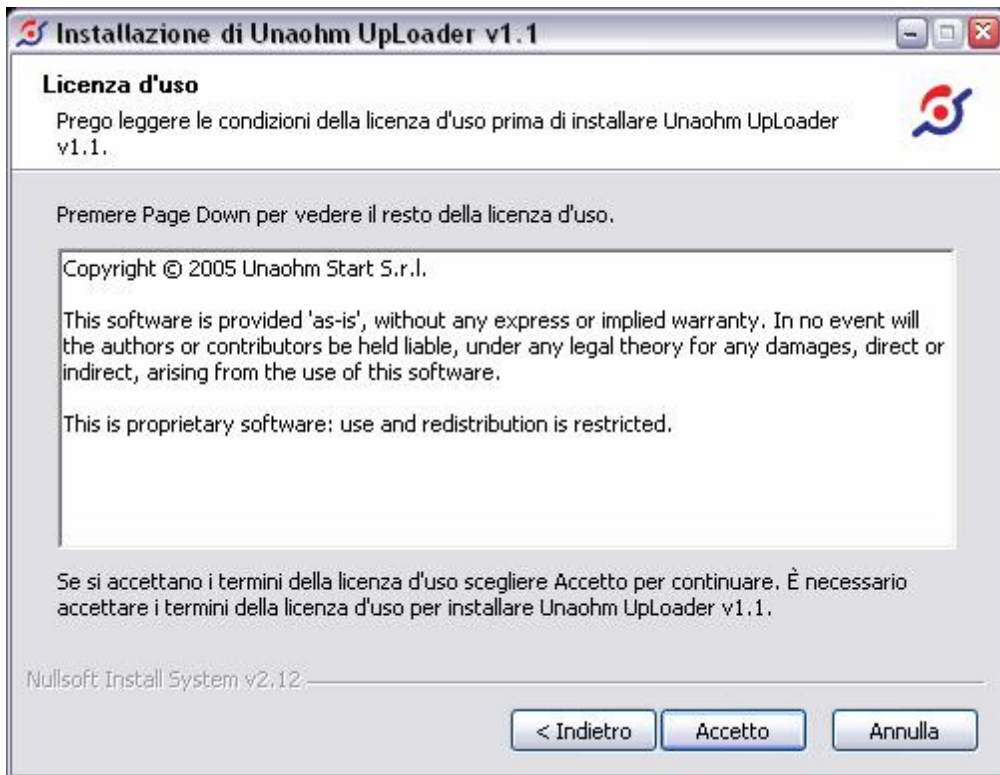 Installazione di Unaohm UpLoader v1.1
Licenza d'uso
Prego leggere le condizioni della licenza d'uso prima di installare Unaohm UpLoader
v1.1.
Premere Page Down per vedere il resto della licenza d'uso.
Copyright © 2005 Unaohm Start S.r.l.
This software is provided 'as-is', without any express or implied warranty. In no event will
the authors or contributors be held liable, under any legal theory for any damages, direct or
indirect, arising from the use of this software.
This is proprietary software: use and redistribution is restricted.
Se si accettano i termini della licenza d'uso scegliere Accetto per continuare. È necessario
accettare i termini della licenza d'uso per installare Unaohm UpLoader v1.1.
Nullsoft Install System v2.12
< Indietro Accetto Annulla